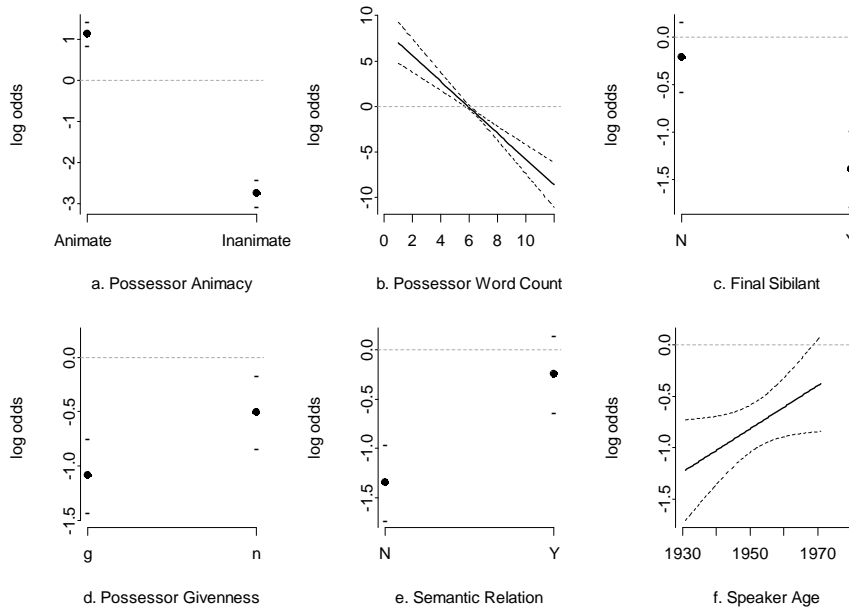 log odds
1
0
-1
-2
-3
Animate Inanimate
a. Possessor Animacy
log odds
10
5
0
-5
-10
0 2 4 6 8 10
b. Possessor Word Count
log odds
0.0
-0.5
-1.0
-1.5
N
c. Final Sibilant
log odds
0.0
-0.5
-1.0
-1.5
g n
d. Possessor Givenness
log odds
0.0
-0.5
-1.0
-1.5
N Y
e. Semantic Relation
log odds
0.0
-0.5
-1.0
-1.5
1930 1950 1970
f. Speaker Age